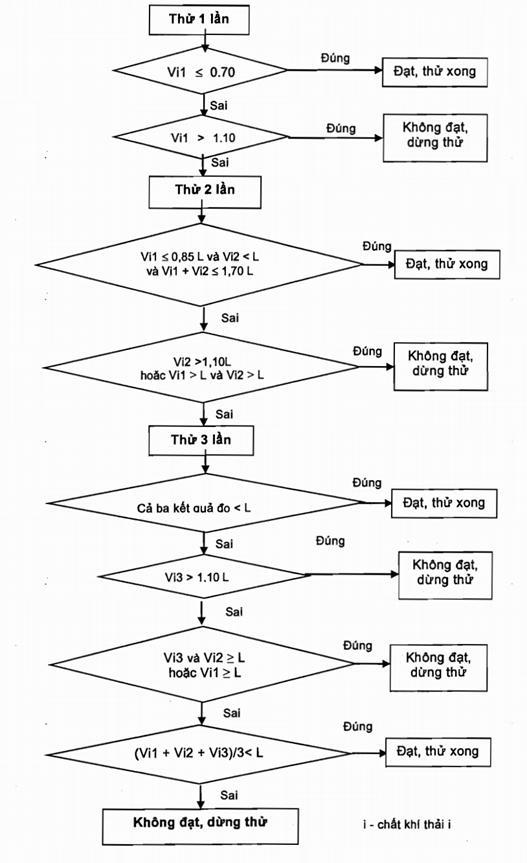 Thử 1 lần
Vi1 ≤ 0.70
Đúng
Đạt, thử xong
Sai
Vi1 > 1.10
Đúng
Không đạt,
dừng thử
Sai
Thử 2 lần
Vi1 ≤ 0,85 L và Vi2 < L
và Vi1 + Vi2 ≤ 1,70 L
Đúng
Đạt, thử xong
Sai
Vi2 >1,10L
hoặc Vi1 > L và Vi2 > L
Đúng
Không đạt,
dừng thử
Sai
Thử 3 lần
Cả ba kết quả đo < L
Đúng
Đạt, thử xong
Sai
Vi3 > 1.10 L
Đúng
Không đạt,
dừng thử
Sai
Vi3 và Vi2 ≥ L
hoặc Vi1 ≥ L
Đúng
Không đạt,
dừng thử
Sai
(Vi1 + Vi2 + Vi3)/3< L
Đúng
Đạt, thử xong
Sai
Không đạt, dừng thử
i - chất khí thải i